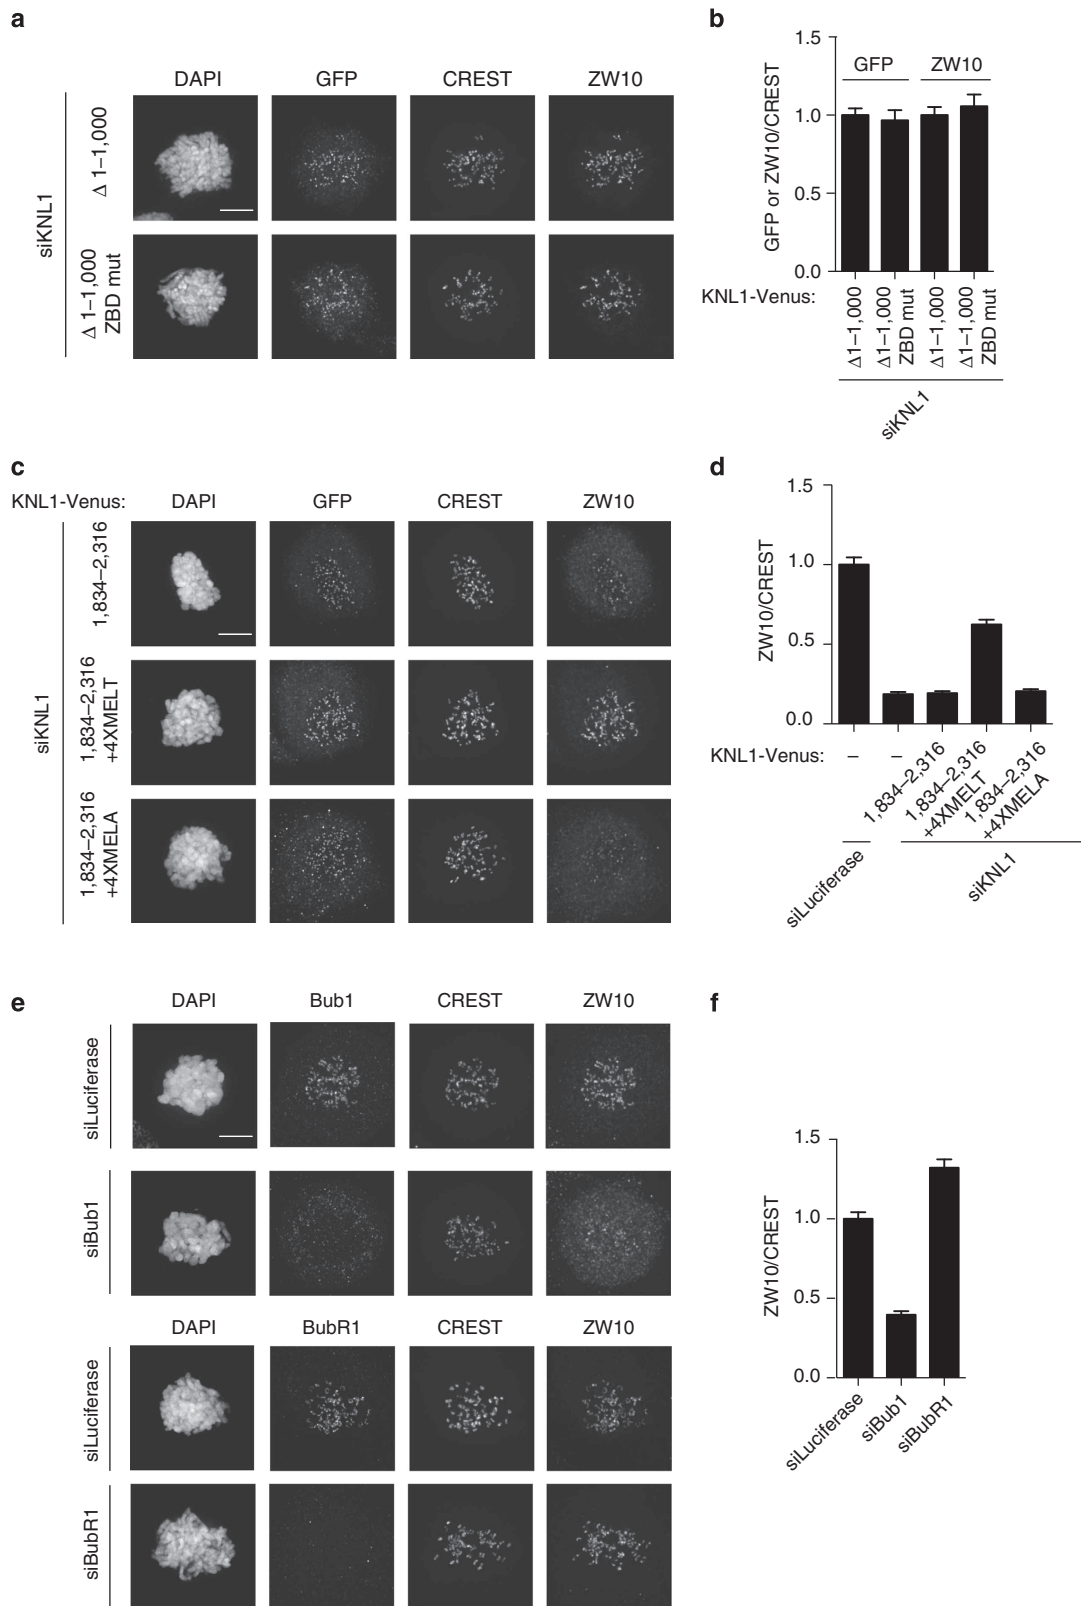 a
DAPI GFP CREST ZW10
siKNL1
Δ 1–1,000
Δ 1–1,000
ZBD mut
b
1.5
1.0
0.5
0.0
GFP or ZW10/CREST
GFP ZW10
KNL1-Venus:
Δ1–1,000
Δ1–1,000
ZBD mut
Δ1–1,000
Δ1–1,000
ZBD mut
siKNL1
c
KNL1-Venus: DAPI GFP CREST ZW10
siKNL1
1,834–2,316
1,834–2,316
+4XMELT
1,834–2,316
+4XMELA
d
1.5
1.0
0.5
0.0
ZW10/CREST
KNL1-Venus: – –
1,834–2,316
1,834–2,316
+4XMELT
1,834–2,316
+4XMELA
siLuciferase
siKNL1
e
DAPI Bub1 CREST ZW10
siLuciferase
siBub1
DAPI BubR1 CREST ZW10
siLuciferase
siBubR1
f
1.5
1.0
0.5
0.0
ZW10/CREST
siLuciferase
siBub1
siBubR1